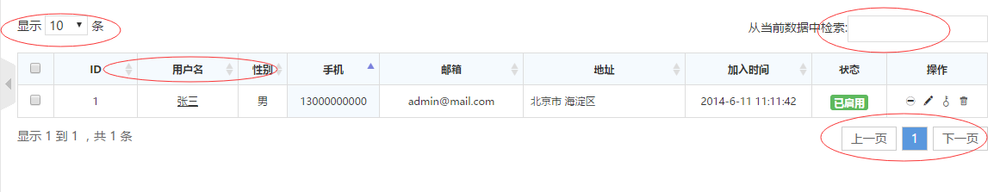 显示 10 条 从当前数据中检索:
ID 用户名 性别 手机 邮箱 地址 加入时间 状态 操作
1 张三 男 13000000000 admin@mail.com 北京市 海淀区 2014-6-11 11:11:42 已启用
显示 1 到 1 ，共 1 条 上一页 1 下一页